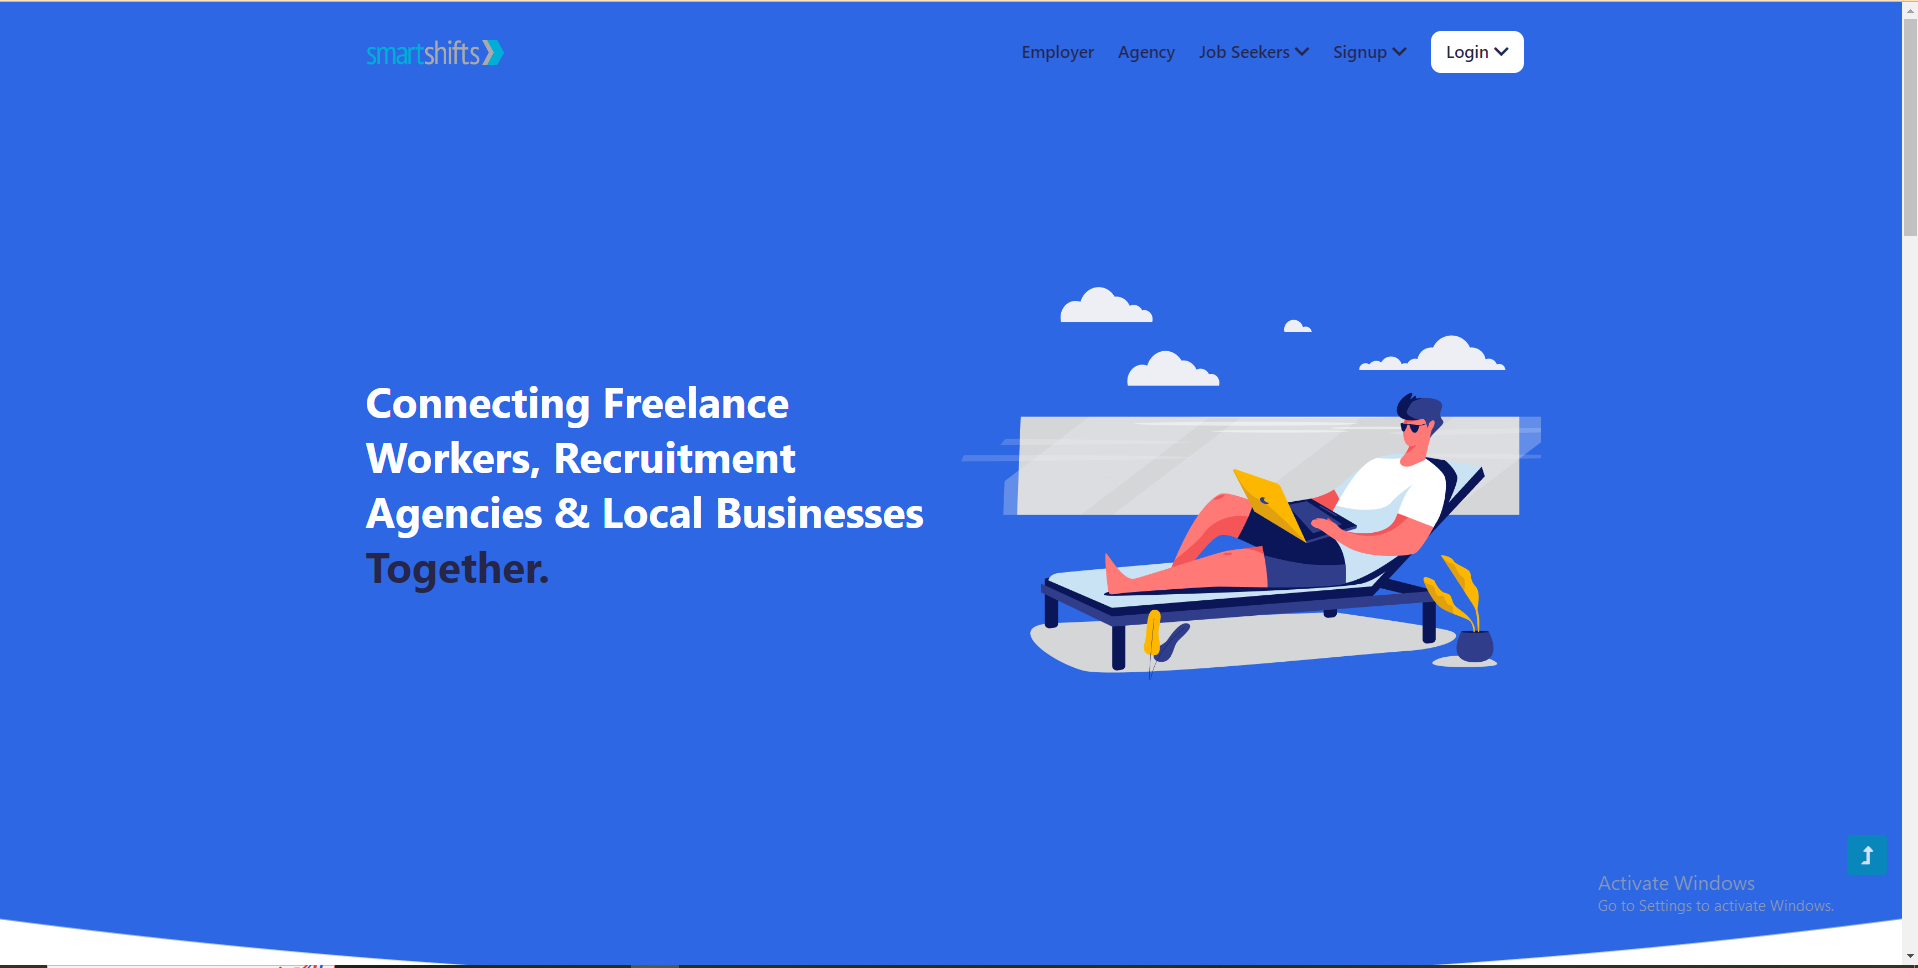 smartshifts
Employer Agency Job Seekers Signup Login
Connecting Freelance
Workers, Recruitment
Agencies & Local Businesses
Together.
Activate Windows
Go to Settings to activate Windows.